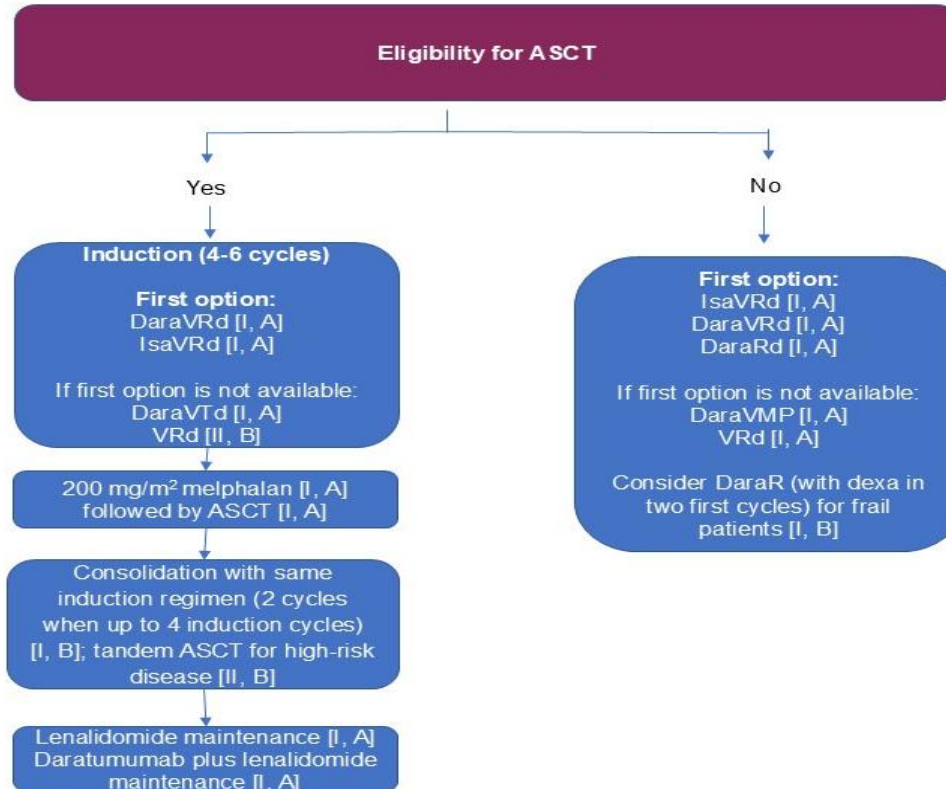 Eligibility for ASCT
Yes
No
Induction (4-6 cycles)
First option:
DaraVRd [I, A]
IsaVRd [I, A]
If first option is not available:
DaraVTd [I, A]
VRd [II, B]
200 mg/m² melphalan [I, A]
followed by ASCT [I, A]
Consolidation with same
induction regimen (2 cycles
when up to 4 induction cycles)
[I, B]; tandem ASCT for high-risk
disease [II, B]
Lenalidomide maintenance [I, A]
Daratumumab plus lenalidomide
maintenance [I, A]
First option:
IsaVRd [I, A]
DaraVRd [I, A]
DaraRd [I, A]
If first option is not available:
DaraVMP [I, A]
VRd [I, A]
Consider DaraR (with dexa in
two first cycles) for frail
patients [I, B]